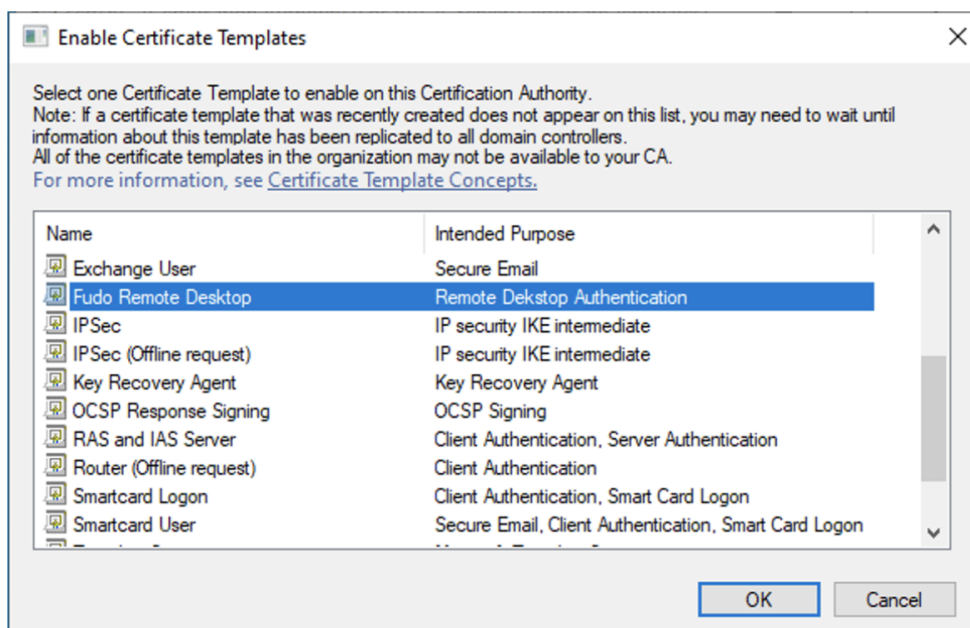 Enable Certificate Templates
Select one Certificate Template to enable on this Certification Authority.
Note: If a certificate template that was recently created does not appear on this list, you may need to wait until
information about this template has been replicated to all domain controllers.
All of the certificate templates in the organization may not be available to your CA.
For more information, see Certificate Template Concepts.
Name Intended Purpose
Exchange User Secure Email
Fudo Remote Desktop Remote Dekstop Authentication
IPSec IP security IKE intermediate
IPSec (Offline request) IP security IKE intermediate
Key Recovery Agent Key Recovery Agent
OCSP Response Signing OCSP Signing
RAS and IAS Server Client Authentication, Server Authentication
Router (Offline request) Client Authentication
Smartcard Logon Client Authentication, Smart Card Logon
Smartcard User Secure Email, Client Authentication, Smart Card Logon
OK Cancel